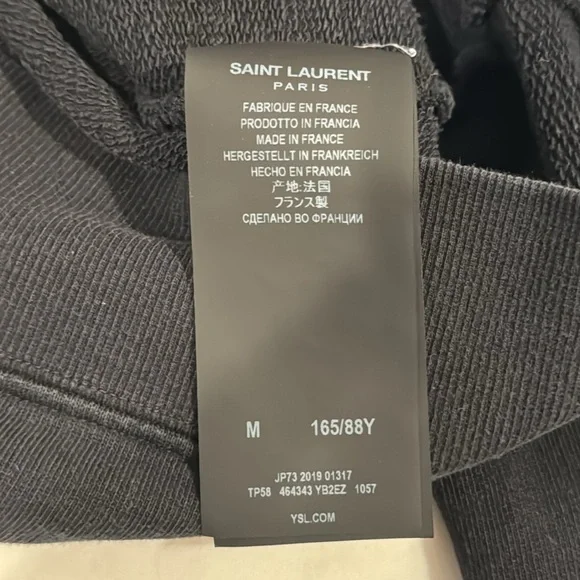 SAINT LAURENT
PARIS
FABRIQUE EN FRANCE
PRODOTTO IN FRANCIA
MADE IN FRANCE
HERGESTELLT IN FRANKREICH
HECHO EN FRANCIA
产地:法国
フランス製
СДЕЛАНО ВО ФРАНЦИИ
M 165/88Y
JP73 2019 01317
TP58 464343 YB2EZ 1057
YSL.COM